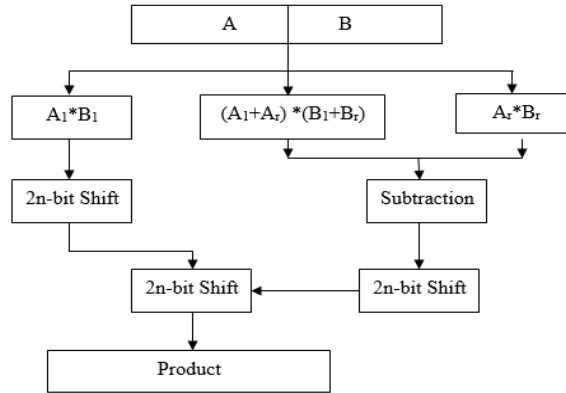 A B
A₁*B₁
(A₁+Aᵣ) *(B₁+Bᵣ)
Aᵣ*Bᵣ
2n-bit Shift
Subtraction
2n-bit Shift
2n-bit Shift
Product